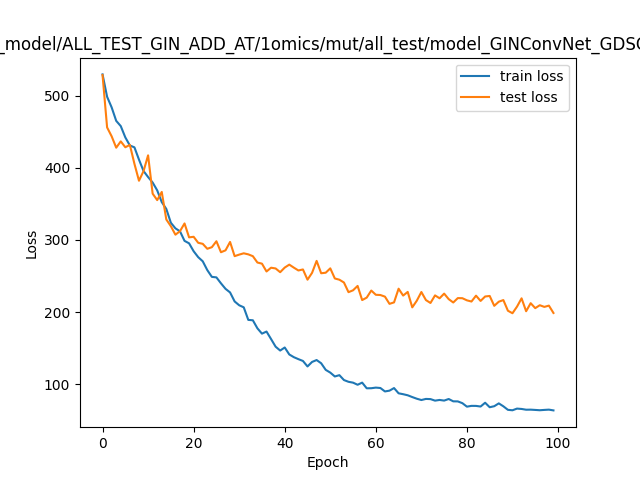 _model/ALL_TEST_GIN_ADD_AT/1omics/mut/all_test/model_GINConvNet_GDSC
train loss
test loss
500
400
300
200
100
Loss
0
20
40
60
80
100
Epoch